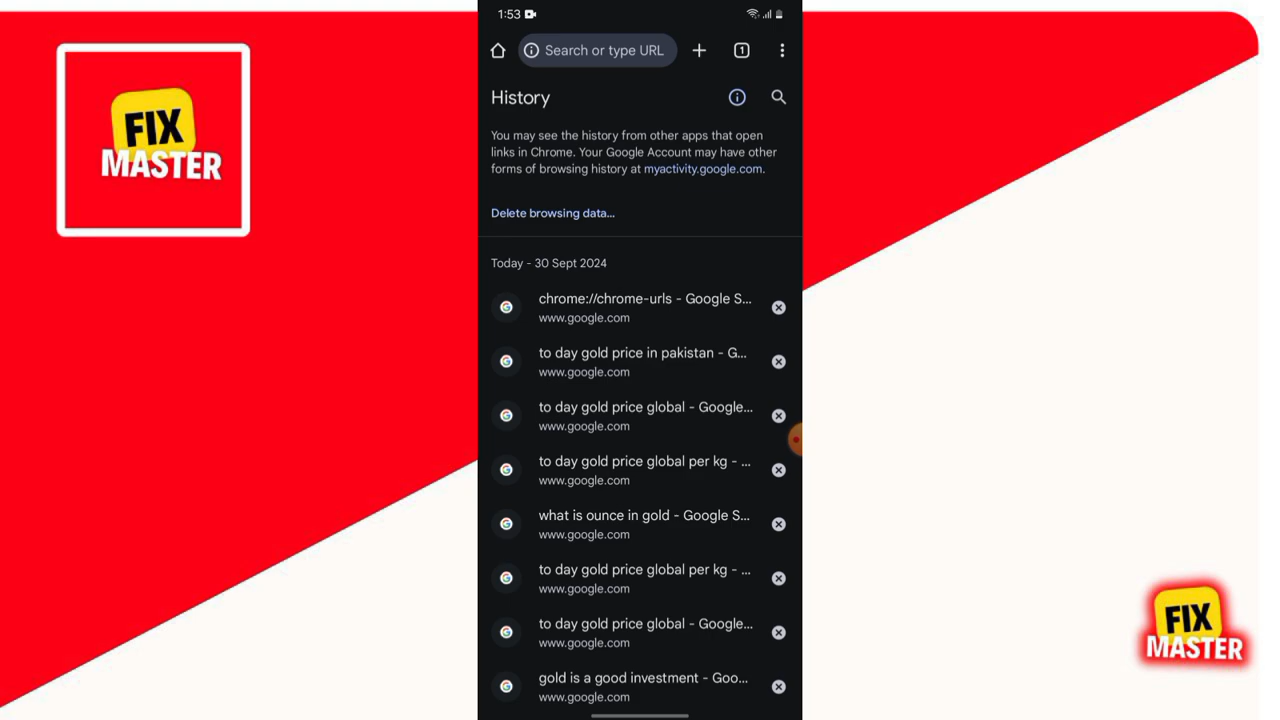 FIX
MASTER
1:53
Search or type URL
1
History
You may see the history from other apps that open
links in Chrome. Your Google Account may have other
forms of browsing history at myactivity.google.com.
Delete browsing data...
Today - 30 Sept 2024
chrome://chrome-urls - Google S...
www.google.com
to day gold price in pakistan - G...
www.google.com
to day gold price global - Google...
www.google.com
to day gold price global per kg - ...
www.google.com
what is ounce in gold - Google S...
www.google.com
to day gold price global per kg - ...
www.google.com
to day gold price global - Google...
www.google.com
gold is a good investment - Goo...
www.google.com
FIX
MASTER